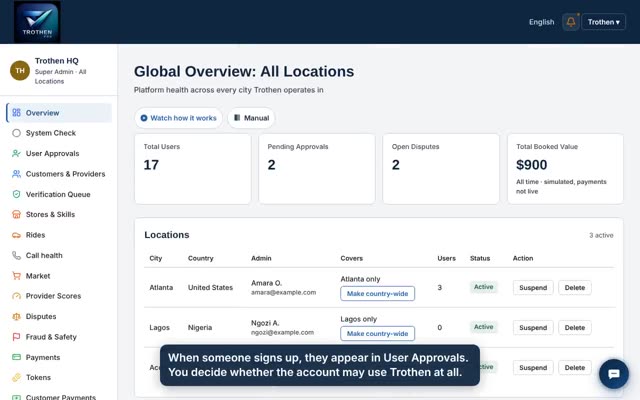 TROTHEN
English
Trothen ▾
TH
Trothen HQ
Super Admin · All
Locations
Overview
System Check
User Approvals
Customers & Providers
Verification Queue
Stores & Skills
Rides
Call health
Market
Provider Scores
Disputes
Fraud & Safety
Payments
Tokens
Customer Payments
Global Overview: All Locations
Platform health across every city Trothen operates in
Watch how it works
Manual
Total Users
17
Pending Approvals
2
Open Disputes
2
Total Booked Value
$900
All time · simulated, payments
not live
Locations
3 active
City Country Admin Covers Users Status Action
Atlanta United States Amara O. amara@example.com Atlanta only Make country-wide 3 Active Suspend Delete
Lagos Nigeria Ngozi A. ngozi@example.com Lagos only Make country-wide 0 Active Suspend Delete
Suspend Delete
When someone signs up, they appear in User Approvals.
You decide whether the account may use Trothen at all.